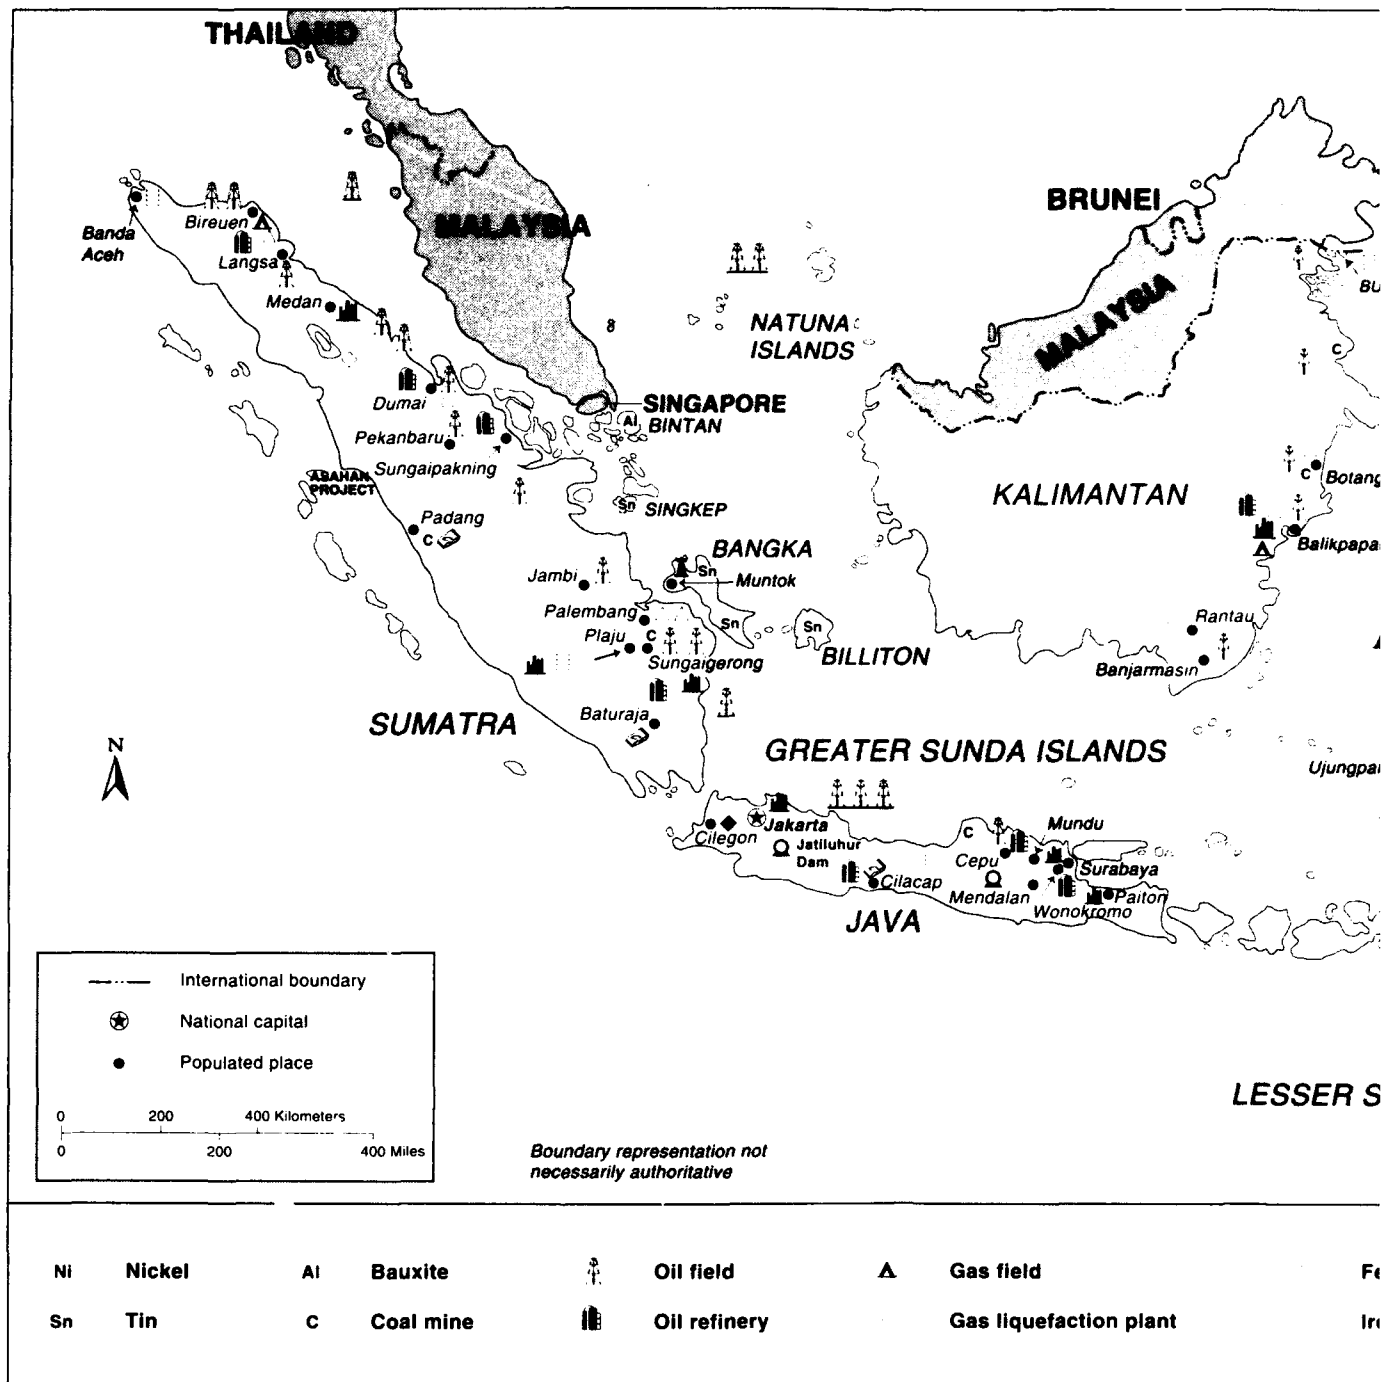 THAILAND
MALAYSIA
BRUNEI
MALAYSIA
Banda
Aceh
Bireuen
Langsa
Medan
NATUNA
ISLANDS
Dumai
SINGAPORE
Al
BINTAN
Pekanbaru
Sungaipakning
ASAHAN
PROJECT
Sn
SINGKEP
Padang
C
KALIMANTAN
C
C
Botang
Balikpapa
BU
BANGKA
Sn
Muntok
Sn
Jambi
Palembang
Plaju
C
Sungaigerong
Sn
BILLITON
Rantau
Banjarmasin
Baturaja
SUMATRA
N
GREATER SUNDA ISLANDS
Ujungpa
Cilegon
Jakarta
Jatiluhur
Dam
C
Mundu
Cepu
Surabaya
Cilacap
Mendalan
Wonokromo
Paiton
JAVA
International boundary
National capital
Populated place
0 200 400 Kilometers
0 200 400 Miles
Boundary representation not
necessarily authoritative
LESSER S
Ni Nickel Al Bauxite Oil field Gas field Fe
Sn Tin C Coal mine Oil refinery Gas liquefaction plant Iro